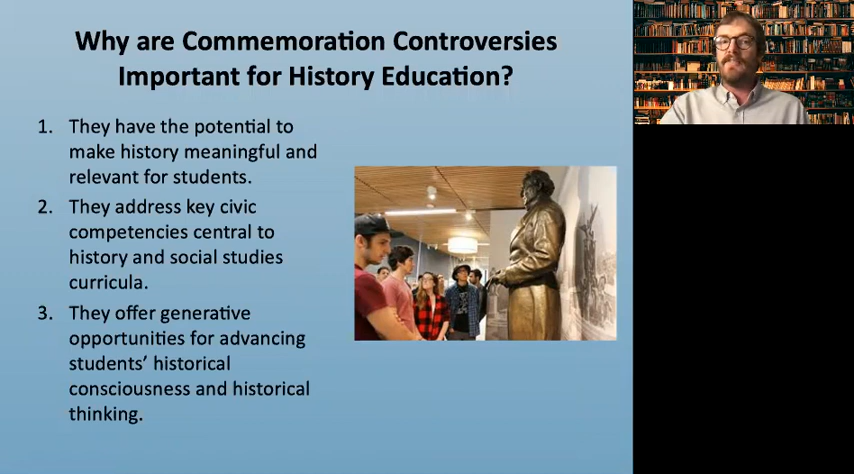 Why are Commemoration Controversies
Important for History Education?
1. They have the potential to
make history meaningful and
relevant for students.
2. They address key civic
competencies central to
history and social studies
curricula.
3. They offer generative
opportunities for advancing
students’ historical
consciousness and historical
thinking.